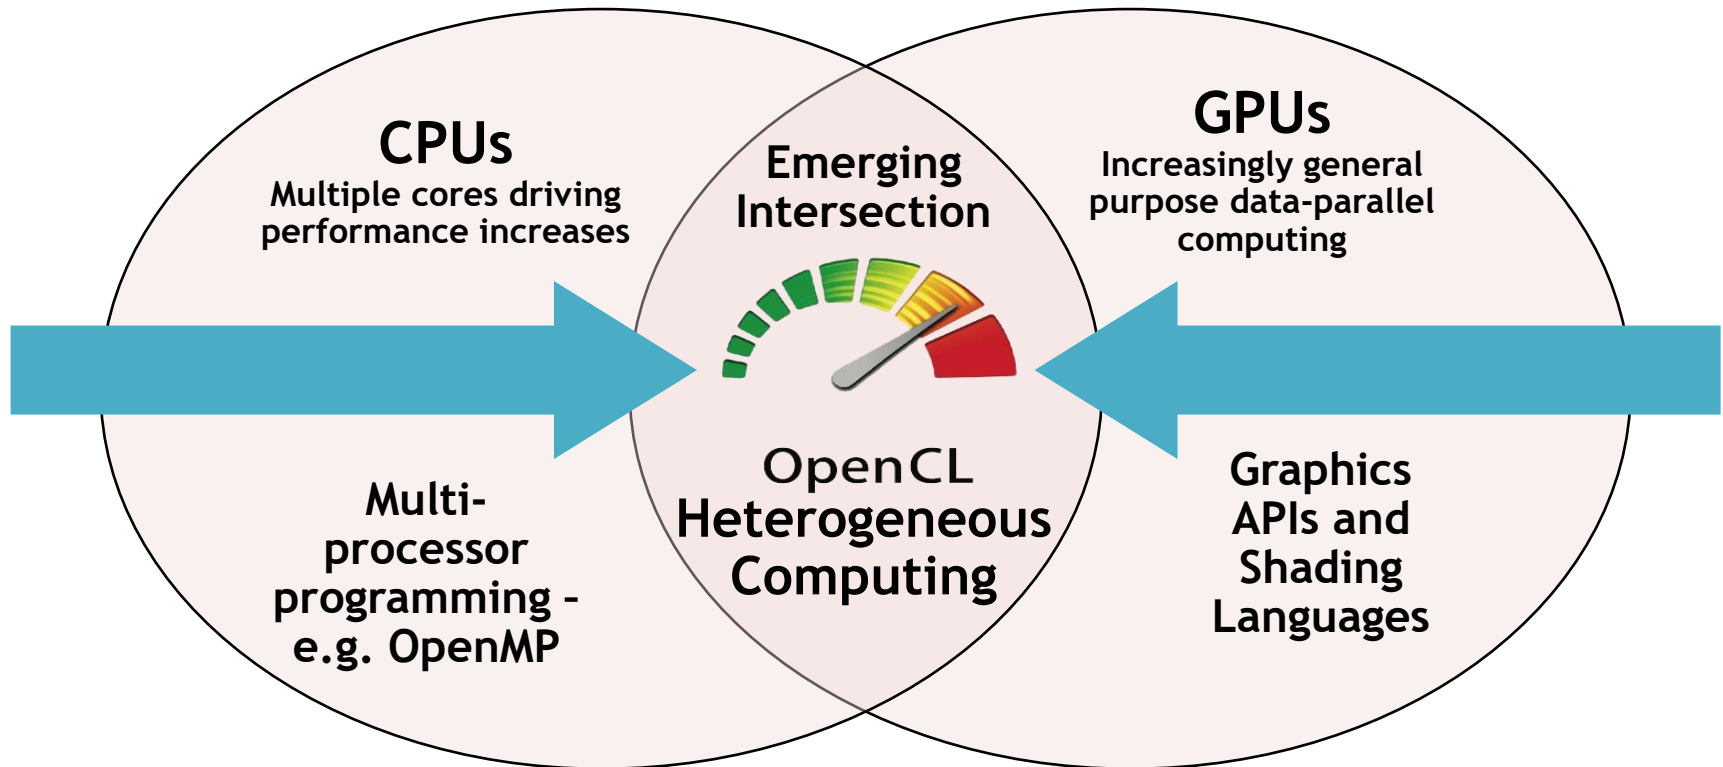 CPUs
Multiple cores driving
performance increases
Multi-
processor
programming –
e.g. OpenMP
Emerging
Intersection
OpenCL
Heterogeneous
Computing
GPUs
Increasingly general
purpose data-parallel
computing
Graphics
APIs and
Shading
Languages